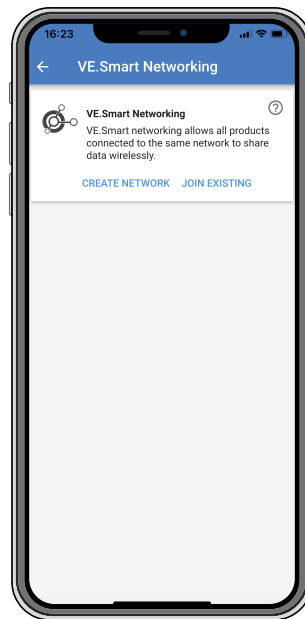 16:23
VE.Smart Networking
VE.Smart Networking
VE.Smart networking allows all products
connected to the same network to share
data wirelessly.
CREATE NETWORK JOIN EXISTING